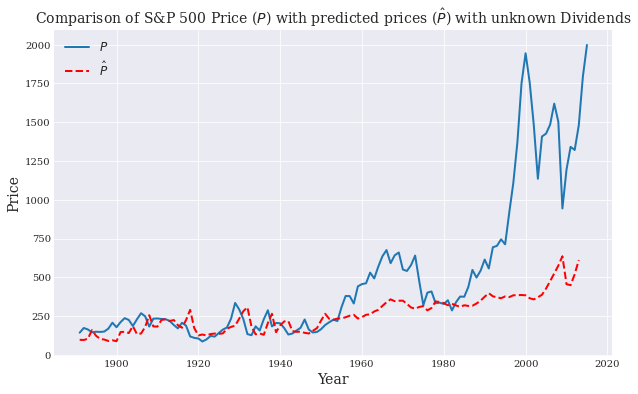 Comparison of S&P 500 Price (P) with predicted prices (P̂) with unknown Dividends
P
P̂
2000
1750
1500
1250
1000
750
500
250
0
Price
1900 1920 1940 1960 1980 2000 2020
Year